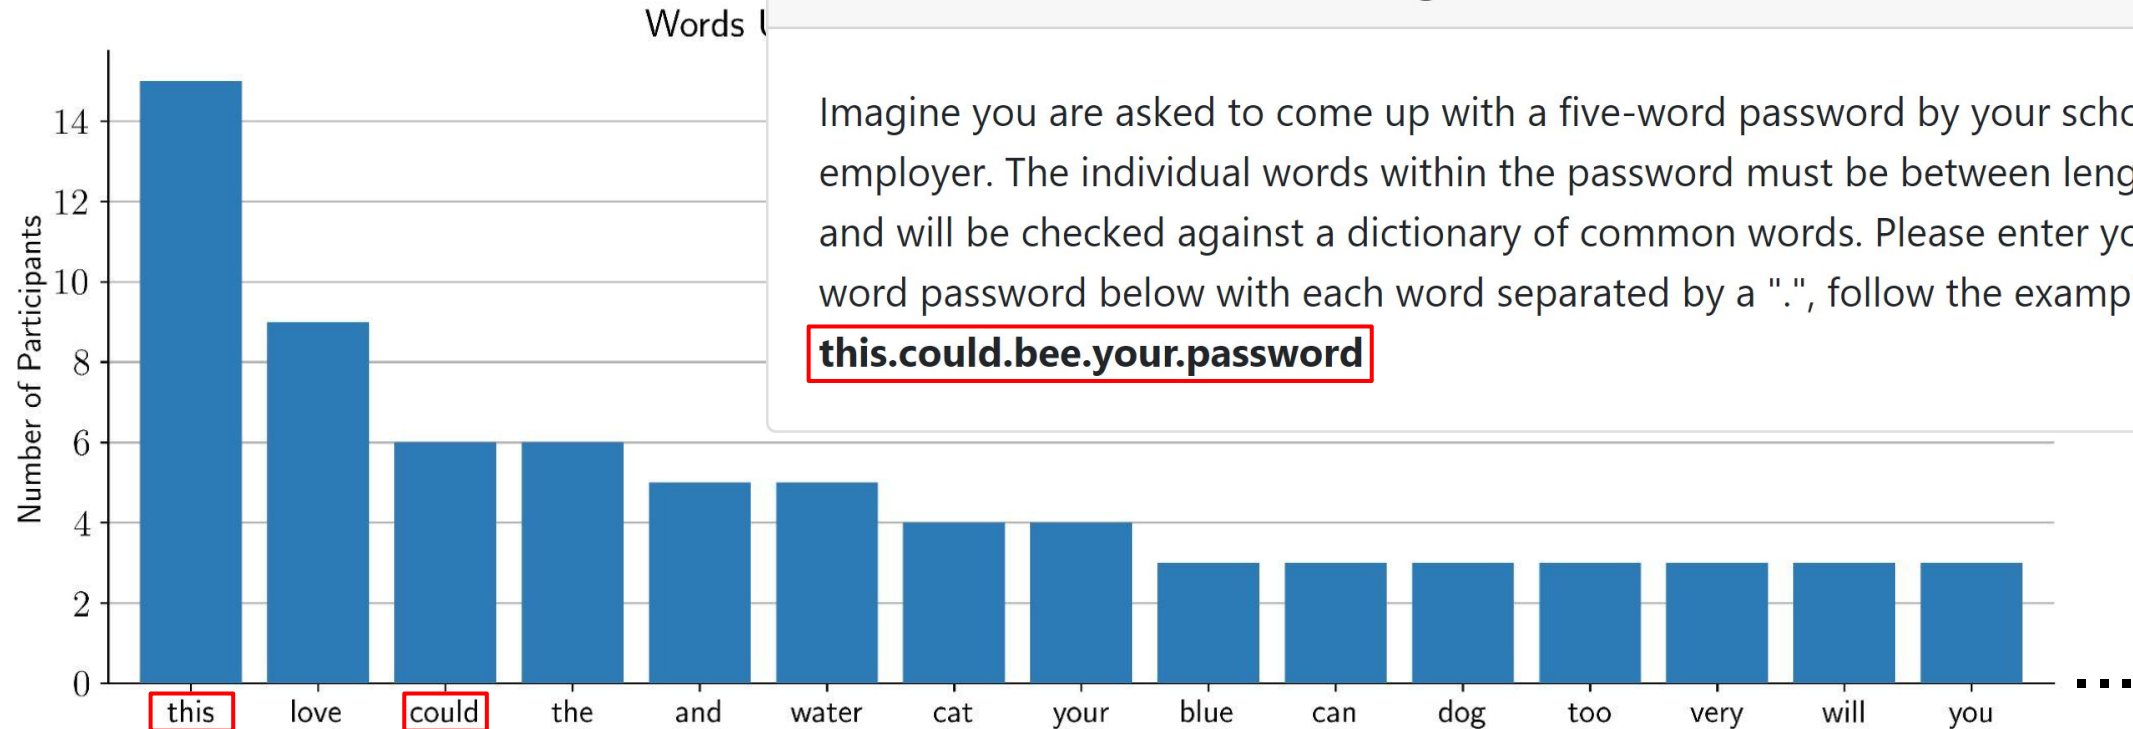 Words
Imagine you are asked to come up with a five-word password by your
employer. The individual words within the password must be between
and will be checked against a dictionary of common words. Please enter
word password below with each word separated by a ".", follow the
this.could.bee.your.password
Number of Participants
14
12
10
8
6
4
2
0
this love could the and water cat your blue can dog too very will you
...